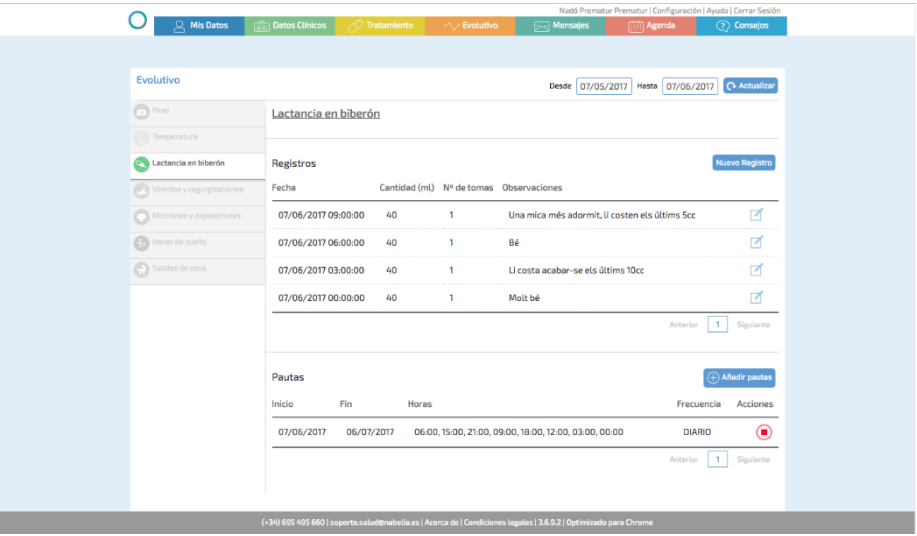 Nadó Prematur Prematur | Configuración | Ayuda | Cerrar Sesión
Mis Datos Datos Clínicos Tratamiento Evolutivo Mensajes Agenda Consejos
Evolutivo
Desde 07/05/2017 Hasta 07/06/2017 Actualizar
Peso
Temperatura
Lactancia en biberón
Vómitos y regurgitaciones
Micciones y deposiciones
Horas de sueño
Salidas de casa
Lactancia en biberón
Registros Nuevo Registro
Fecha Cantidad (ml) Nº de tomas Observaciones
07/06/2017 09:00:00 40 1 Una mica més adormit, li costen els últims 5cc
07/06/2017 06:00:00 40 1 Bé
07/06/2017 03:00:00 40 1 Li costa acabar-se els últims 10cc
07/06/2017 00:00:00 40 1 Molt bé
Anterior 1 Siguiente
Pautas Añadir pautas
Inicio Fin Horas Frecuencia Acciones
07/06/2017 06/07/2017 06:00, 15:00, 21:00, 09:00, 18:00, 12:00, 03:00, 00:00 DIARIO
Anterior 1 Siguiente
(+34) 695 495 660 | soporte.salud@nabelia.es | Acerca de | Condiciones legales | 3.6.9.2 | Optimizado para Chrome